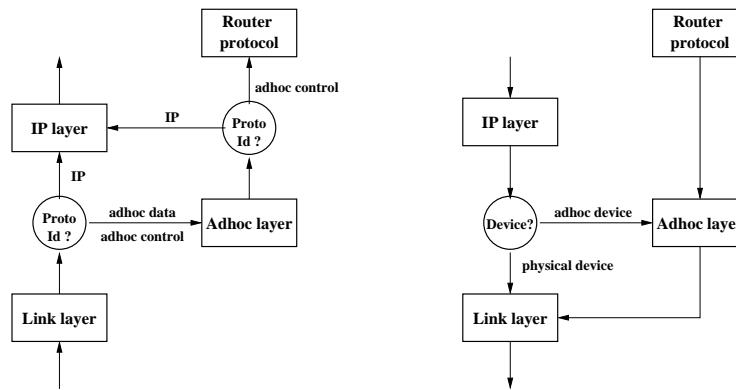 Router
protocol
adhoc control
IP layer
IP
Proto
Id ?
IP
Proto
Id ?
adhoc data
adhoc control
Adhoc layer
Link layer
Router
protocol
IP layer
Device?
adhoc device
Adhoc layer
physical device
Link layer